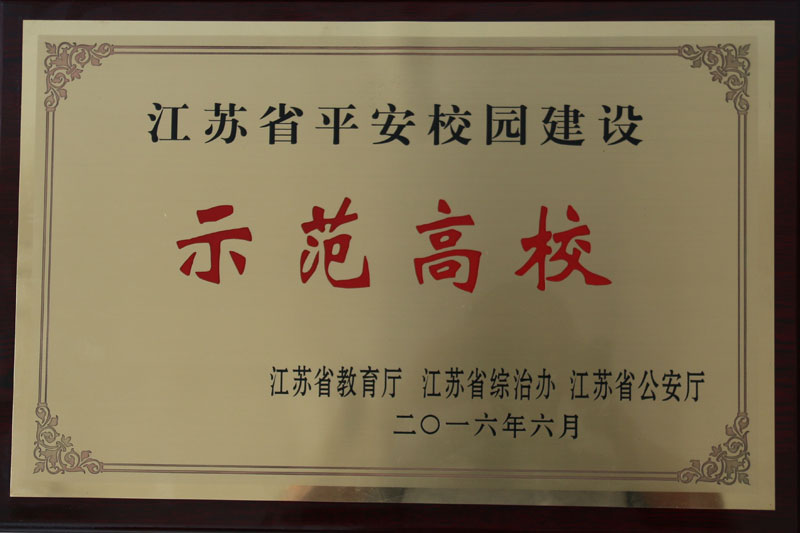 江苏省平安校园建设
示范高校
江苏省教育厅 江苏省综治办 江苏省公安厅
二〇一六年六月